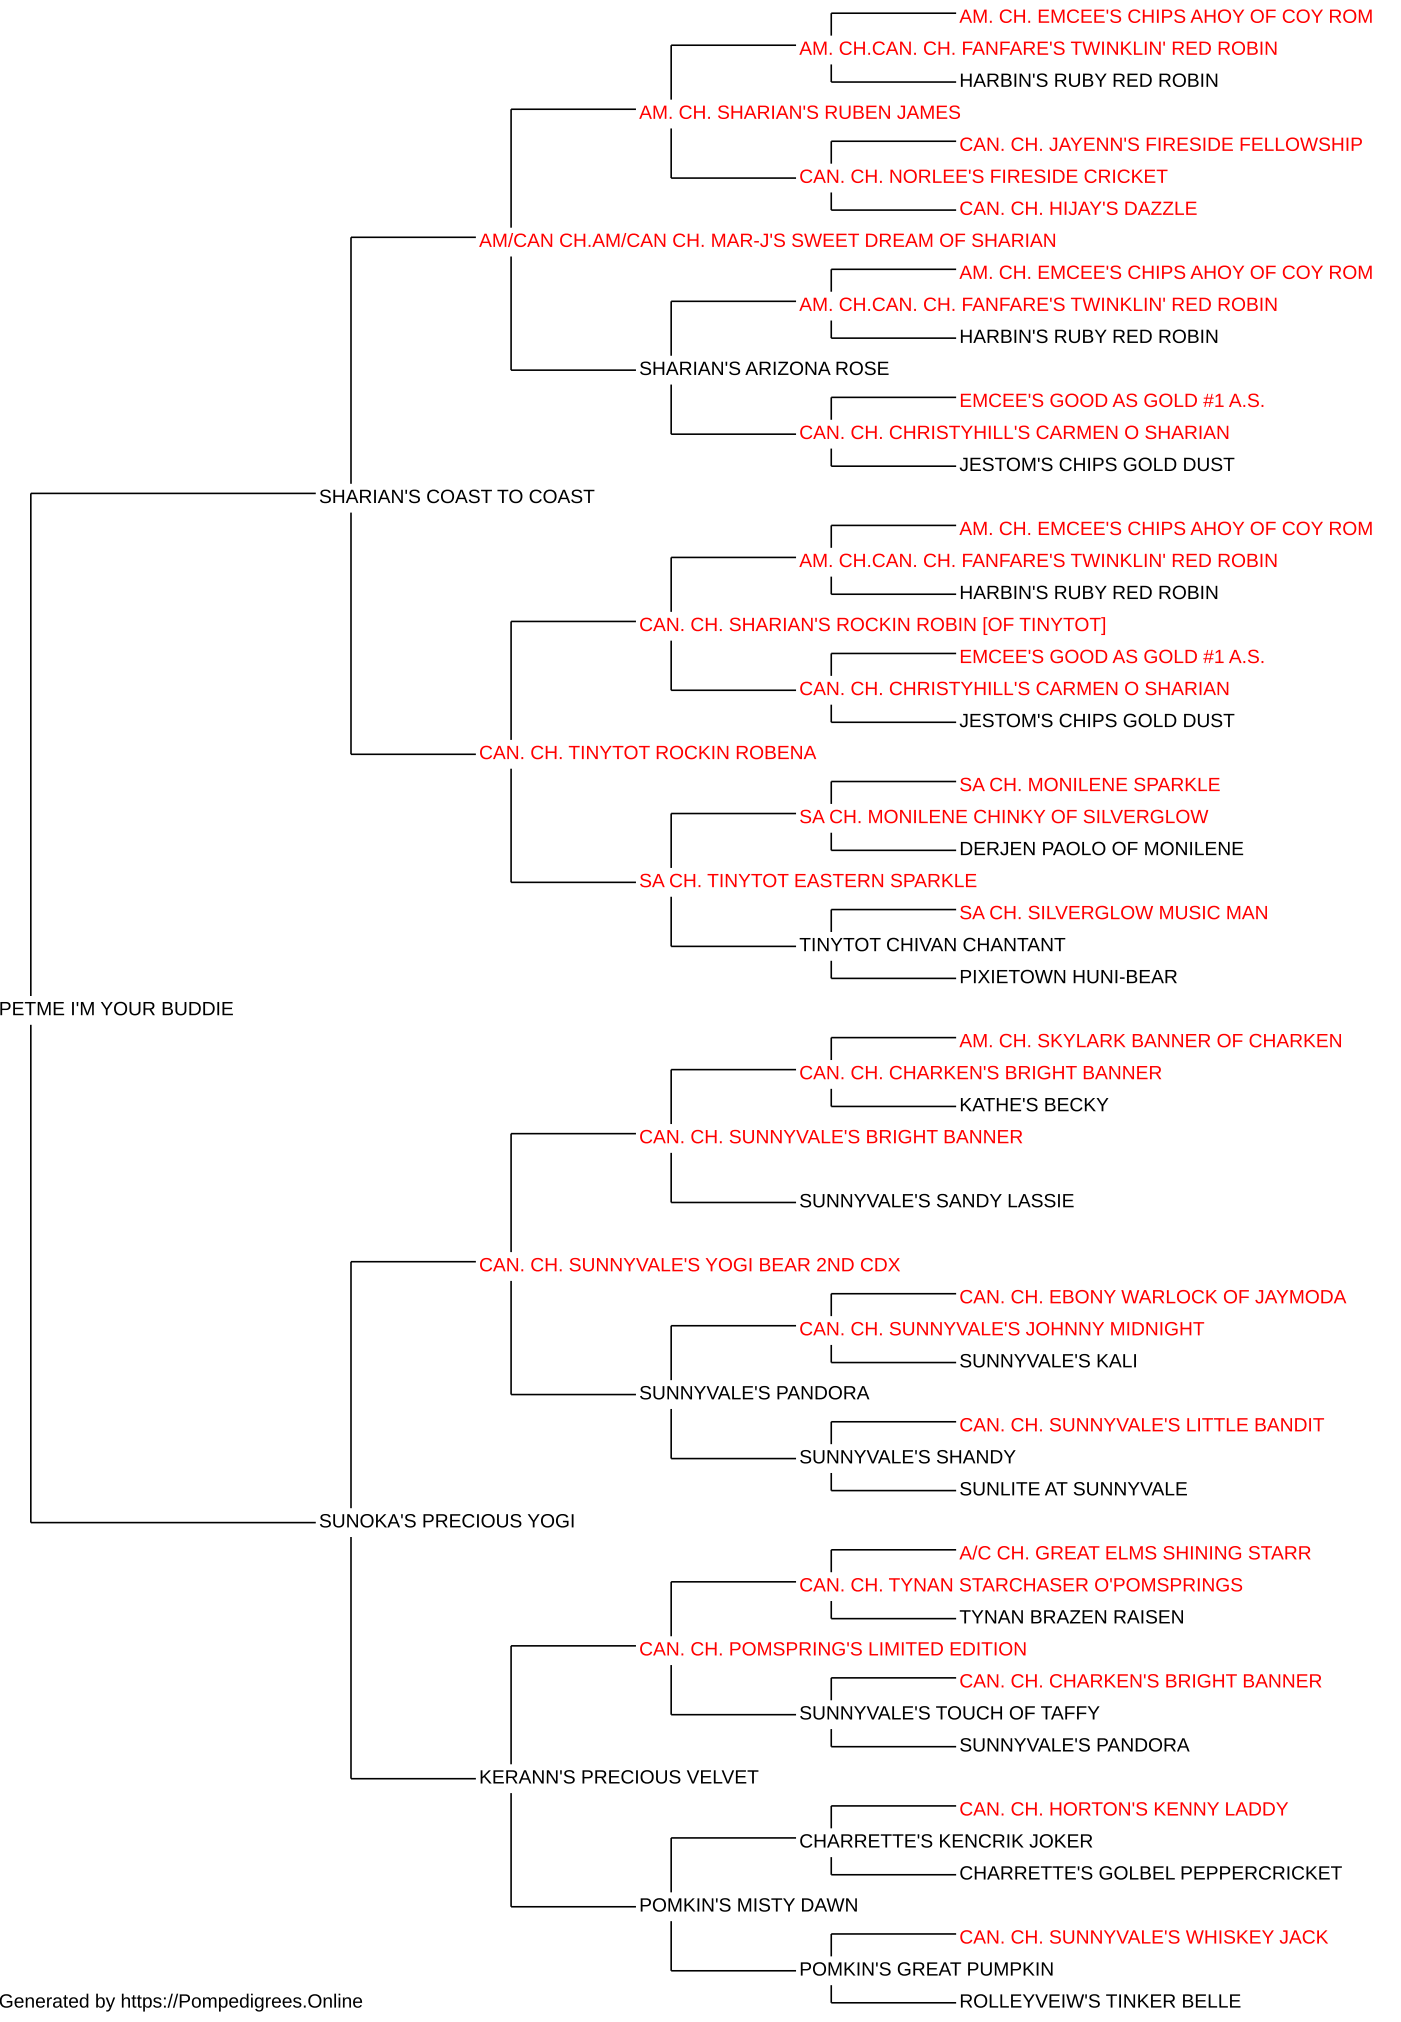 AM. CH. EMCEE'S CHIPS AHOY OF COY ROM
AM. CH.CAN. CH. FANFARE'S TWINKLIN' RED ROBIN
HARBIN'S RUBY RED ROBIN
AM. CH. SHARIAN'S RUBEN JAMES
CAN. CH. JAYENN'S FIRESIDE FELLOWSHIP
CAN. CH. NORLEE'S FIRESIDE CRICKET
CAN. CH. HIJAY'S DAZZLE
AM/CAN CH.AM/CAN CH. MAR-J'S SWEET DREAM OF SHARIAN
AM. CH. EMCEE'S CHIPS AHOY OF COY ROM
AM. CH.CAN. CH. FANFARE'S TWINKLIN' RED ROBIN
HARBIN'S RUBY RED ROBIN
SHARIAN'S ARIZONA ROSE
EMCEE'S GOOD AS GOLD #1 A.S.
CAN. CH. CHRISTYHILL'S CARMEN O SHARIAN
JESTOM'S CHIPS GOLD DUST
SHARIAN'S COAST TO COAST
AM. CH. EMCEE'S CHIPS AHOY OF COY ROM
AM. CH.CAN. CH. FANFARE'S TWINKLIN' RED ROBIN
HARBIN'S RUBY RED ROBIN
CAN. CH. SHARIAN'S ROCKIN ROBIN [OF TINYTOT]
EMCEE'S GOOD AS GOLD #1 A.S.
CAN. CH. CHRISTYHILL'S CARMEN O SHARIAN
JESTOM'S CHIPS GOLD DUST
CAN. CH. TINYTOT ROCKIN ROBENA
SA CH. MONILENE SPARKLE
SA CH. MONILENE CHINKY OF SILVERGLOW
DERJEN PAOLO OF MONILENE
SA CH. TINYTOT EASTERN SPARKLE
SA CH. SILVERGLOW MUSIC MAN
TINYTOT CHIVAN CHANTANT
PIXIETOWN HUNI-BEAR
PETME I'M YOUR BUDDIE
AM. CH. SKYLARK BANNER OF CHARKEN
CAN. CH. CHARKEN'S BRIGHT BANNER
KATHE'S BECKY
CAN. CH. SUNNYVALE'S BRIGHT BANNER
SUNNYVALE'S SANDY LASSIE
CAN. CH. SUNNYVALE'S YOGI BEAR 2ND CDX
CAN. CH. EBONY WARLOCK OF JAYMODA
CAN. CH. SUNNYVALE'S JOHNNY MIDNIGHT
SUNNYVALE'S KALI
SUNNYVALE'S PANDORA
CAN. CH. SUNNYVALE'S LITTLE BANDIT
SUNNYVALE'S SHANDY
SUNLITE AT SUNNYVALE
SUNOKA'S PRECIOUS YOGI
A/C CH. GREAT ELMS SHINING STARR
CAN. CH. TYNAN STARCHASER O'POMSPRINGS
TYNAN BRAZEN RAISEN
CAN. CH. POMSPRING'S LIMITED EDITION
CAN. CH. CHARKEN'S BRIGHT BANNER
SUNNYVALE'S TOUCH OF TAFFY
SUNNYVALE'S PANDORA
KERANN'S PRECIOUS VELVET
CAN. CH. HORTON'S KENNY LADDY
CHARRETTE'S KENCRIK JOKER
CHARRETTE'S GOLBEL PEPPERCRICKET
POMKIN'S MISTY DAWN
CAN. CH. SUNNYVALE'S WHISKEY JACK
POMKIN'S GREAT PUMPKIN
ROLLEYVEIW'S TINKER BELLE
Generated by https://Pompedigrees.Online